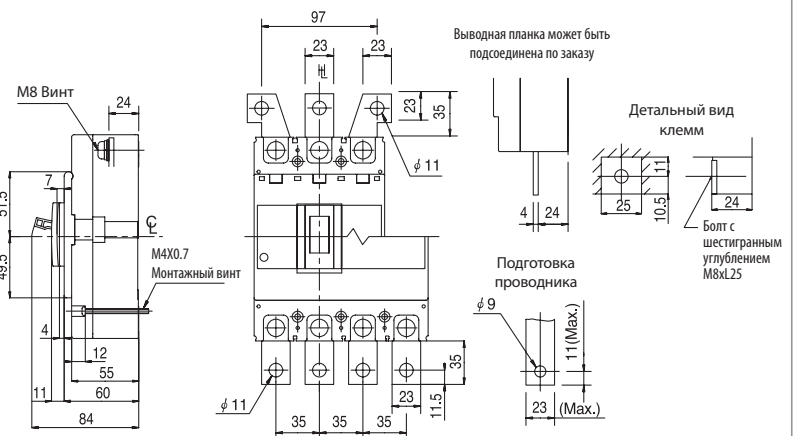 97
23
23
HL
23
35
ϕ 11
Выводная планка может быть
подсоединена по заказу
4
24
Детальный вид
клемм
11
10.5
25
24
Болт с
шестигранным
углублением
M8xL25
M8 Винт
24
7
51.5
49.5
CL
M4X0.7
Монтажный винт
4
12
55
11
60
84
ϕ 11
35
35
35
23
11.5
35
Подготовка
проводника
ϕ 9
11(Max.)
23
(Max.)